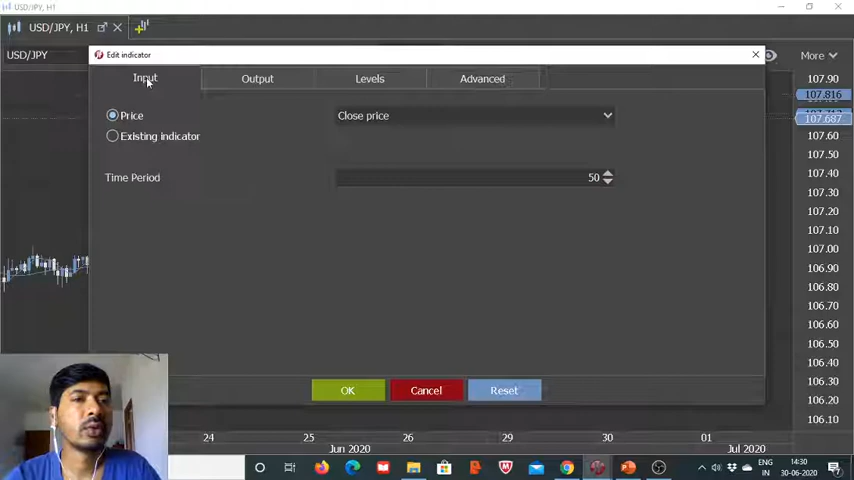 USD/JPY, H1
USD/JPY
More
Edit indicator
Input
Output
Levels
Advanced
Price
Close price
Existing indicator
Time Period
50
OK
Cancel
Reset
107.90
107.816
107.687
107.60
107.50
107.40
107.30
107.20
107.10
107.00
106.90
106.80
106.70
106.60
106.50
106.40
106.30
106.20
106.10
24
25
26
29
30
01
Jun 2020
Jul 2020
ENG
IN
14:30
30-06-2020